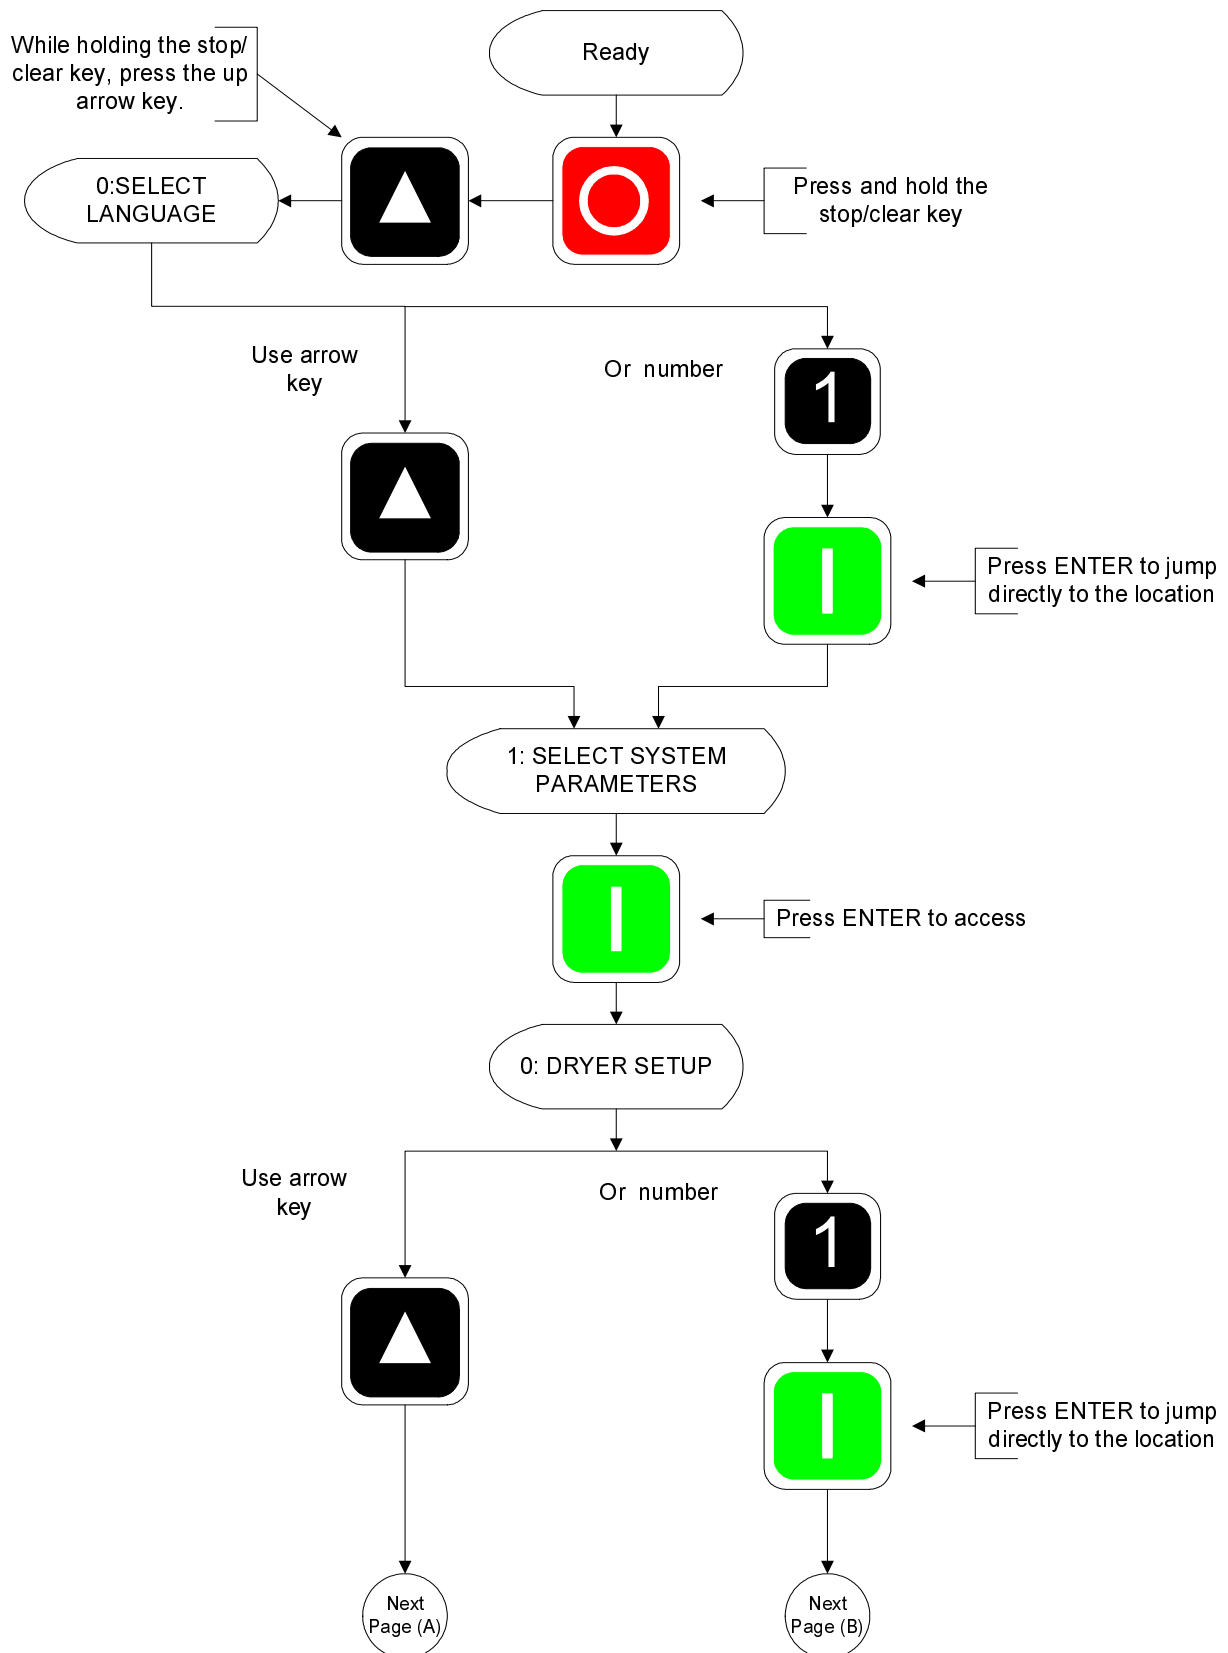 While holding the stop/
clear key, press the up
arrow key.
Ready
0:SELECT
LANGUAGE
Press and hold the
stop/clear key
Use arrow
key
Or number
1
Press ENTER to jump
directly to the location
1: SELECT SYSTEM
PARAMETERS
Press ENTER to access
0: DRYER SETUP
Use arrow
key
Or number
1
Press ENTER to jump
directly to the location
Next
Page (A)
Next
Page (B)